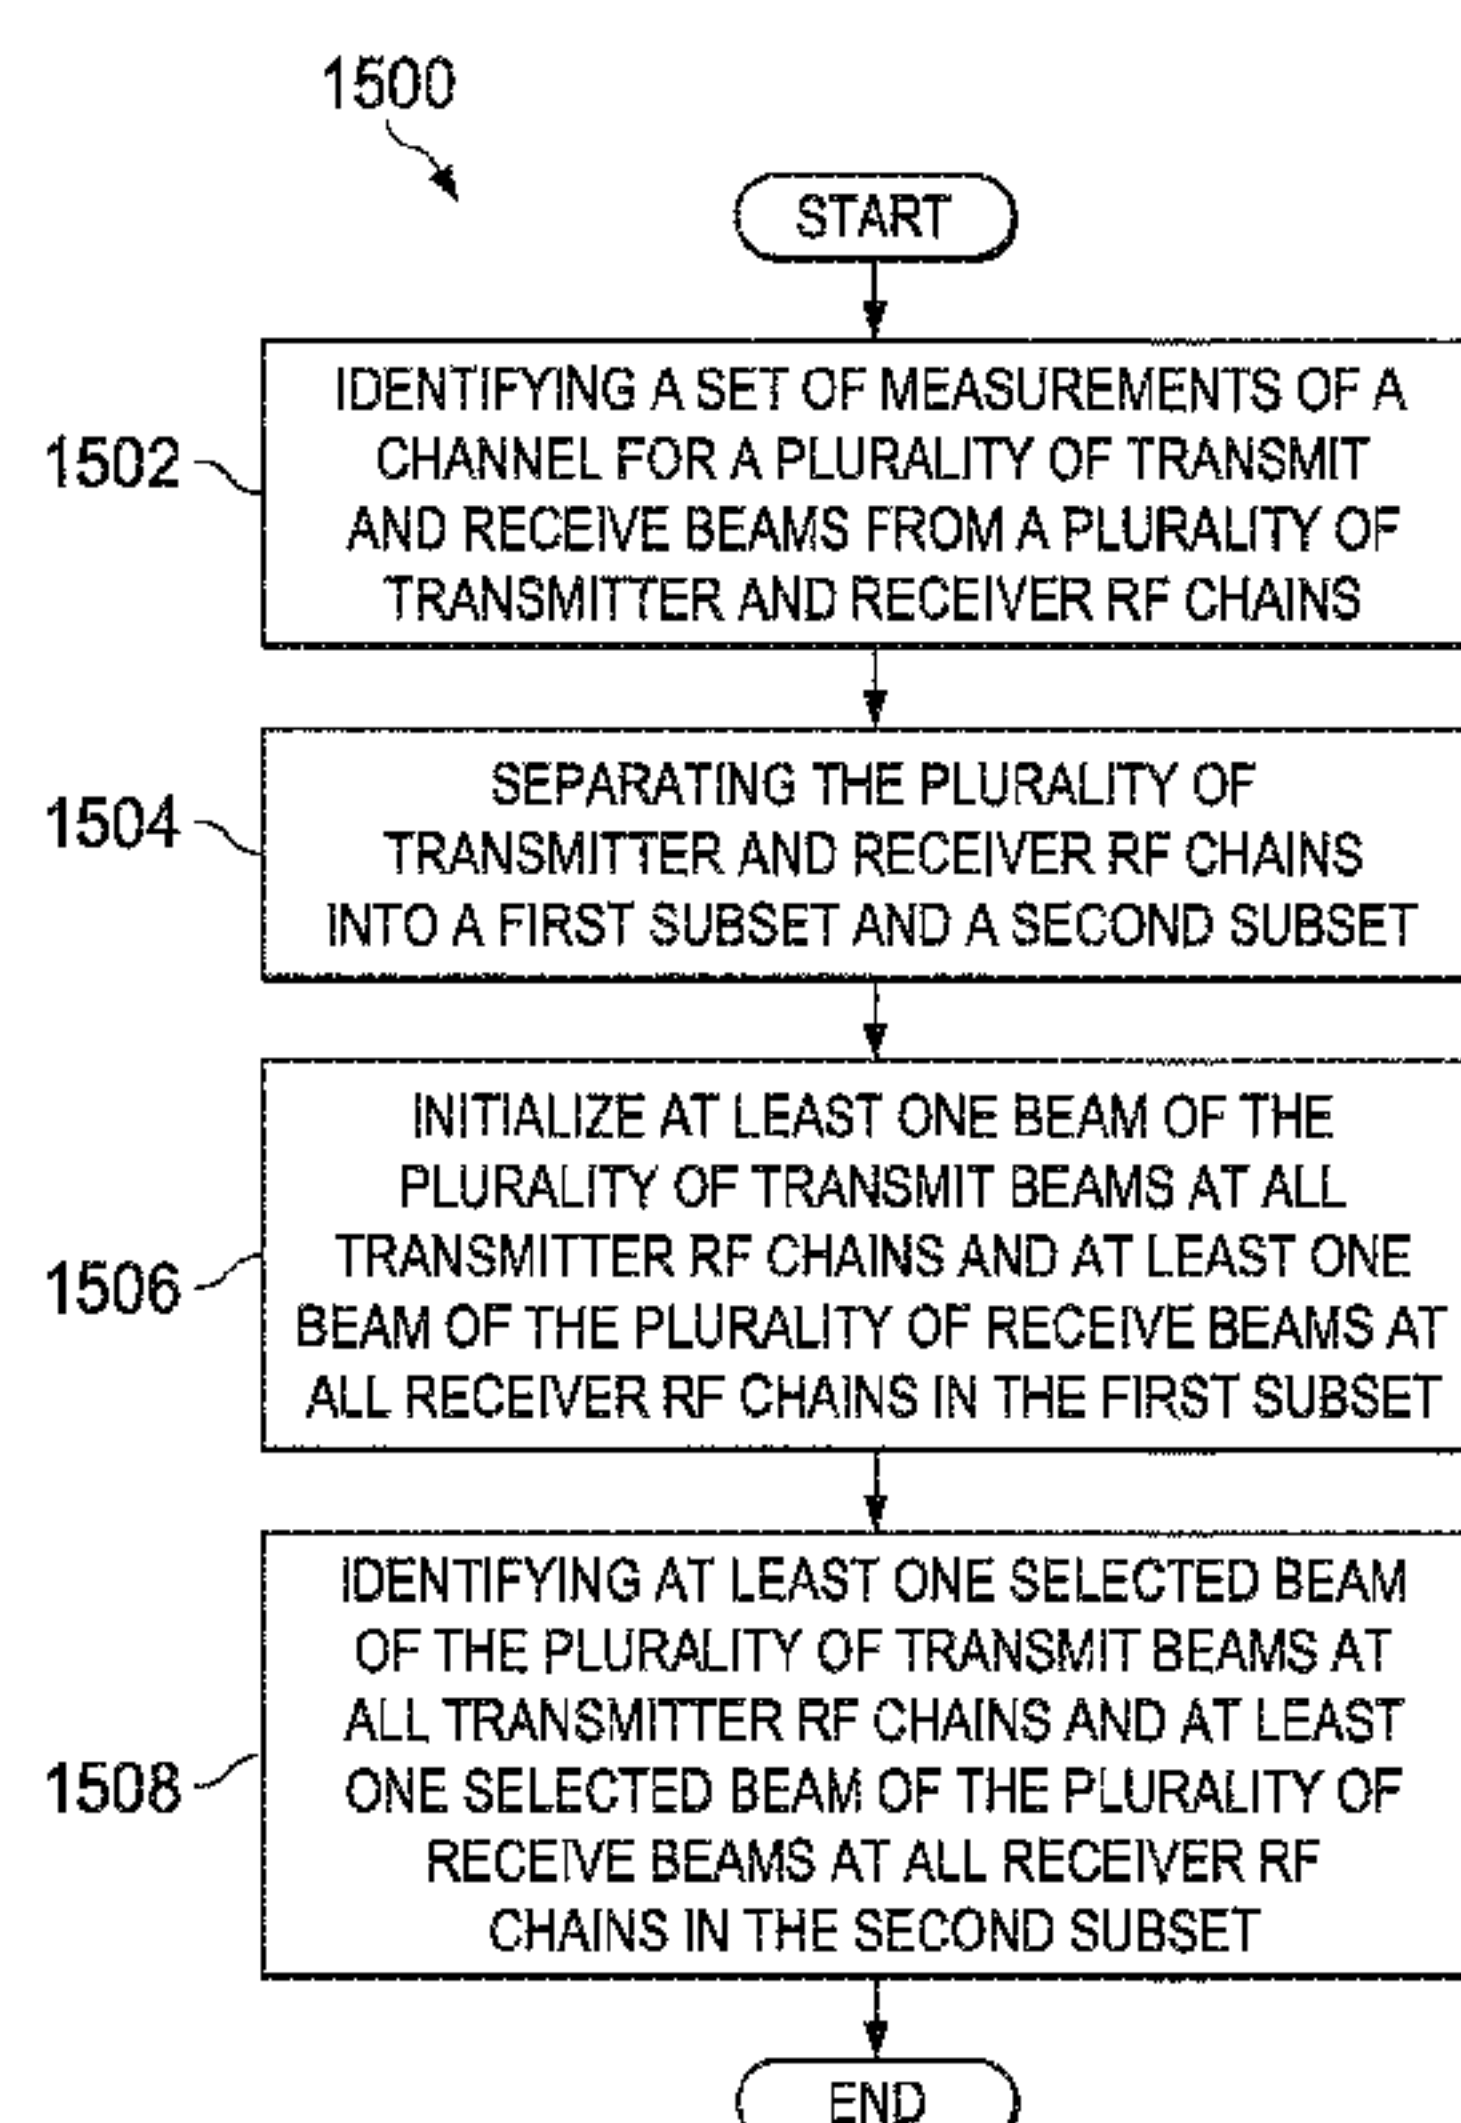 1500
START
1502
IDENTIFYING A SET OF MEASUREMENTS OF A
CHANNEL FOR A PLURALITY OF TRANSMIT
AND RECEIVE BEAMS FROM A PLURALITY OF
TRANSMITTER AND RECEIVER RF CHAINS
1504
SEPARATING THE PLURALITY OF
TRANSMITTER AND RECEIVER RF CHAINS
INTO A FIRST SUBSET AND A SECOND SUBSET
1506
INITIALIZE AT LEAST ONE BEAM OF THE
PLURALITY OF TRANSMIT BEAMS AT ALL
TRANSMITTER RF CHAINS AND AT LEAST ONE
BEAM OF THE PLURALITY OF RECEIVE BEAMS AT
ALL RECEIVER RF CHAINS IN THE FIRST SUBSET
1508
IDENTIFYING AT LEAST ONE SELECTED BEAM
OF THE PLURALITY OF TRANSMIT BEAMS AT
ALL TRANSMITTER RF CHAINS AND AT LEAST
ONE SELECTED BEAM OF THE PLURALITY OF
RECEIVE BEAMS AT ALL RECEIVER RF
CHAINS IN THE SECOND SUBSET
END